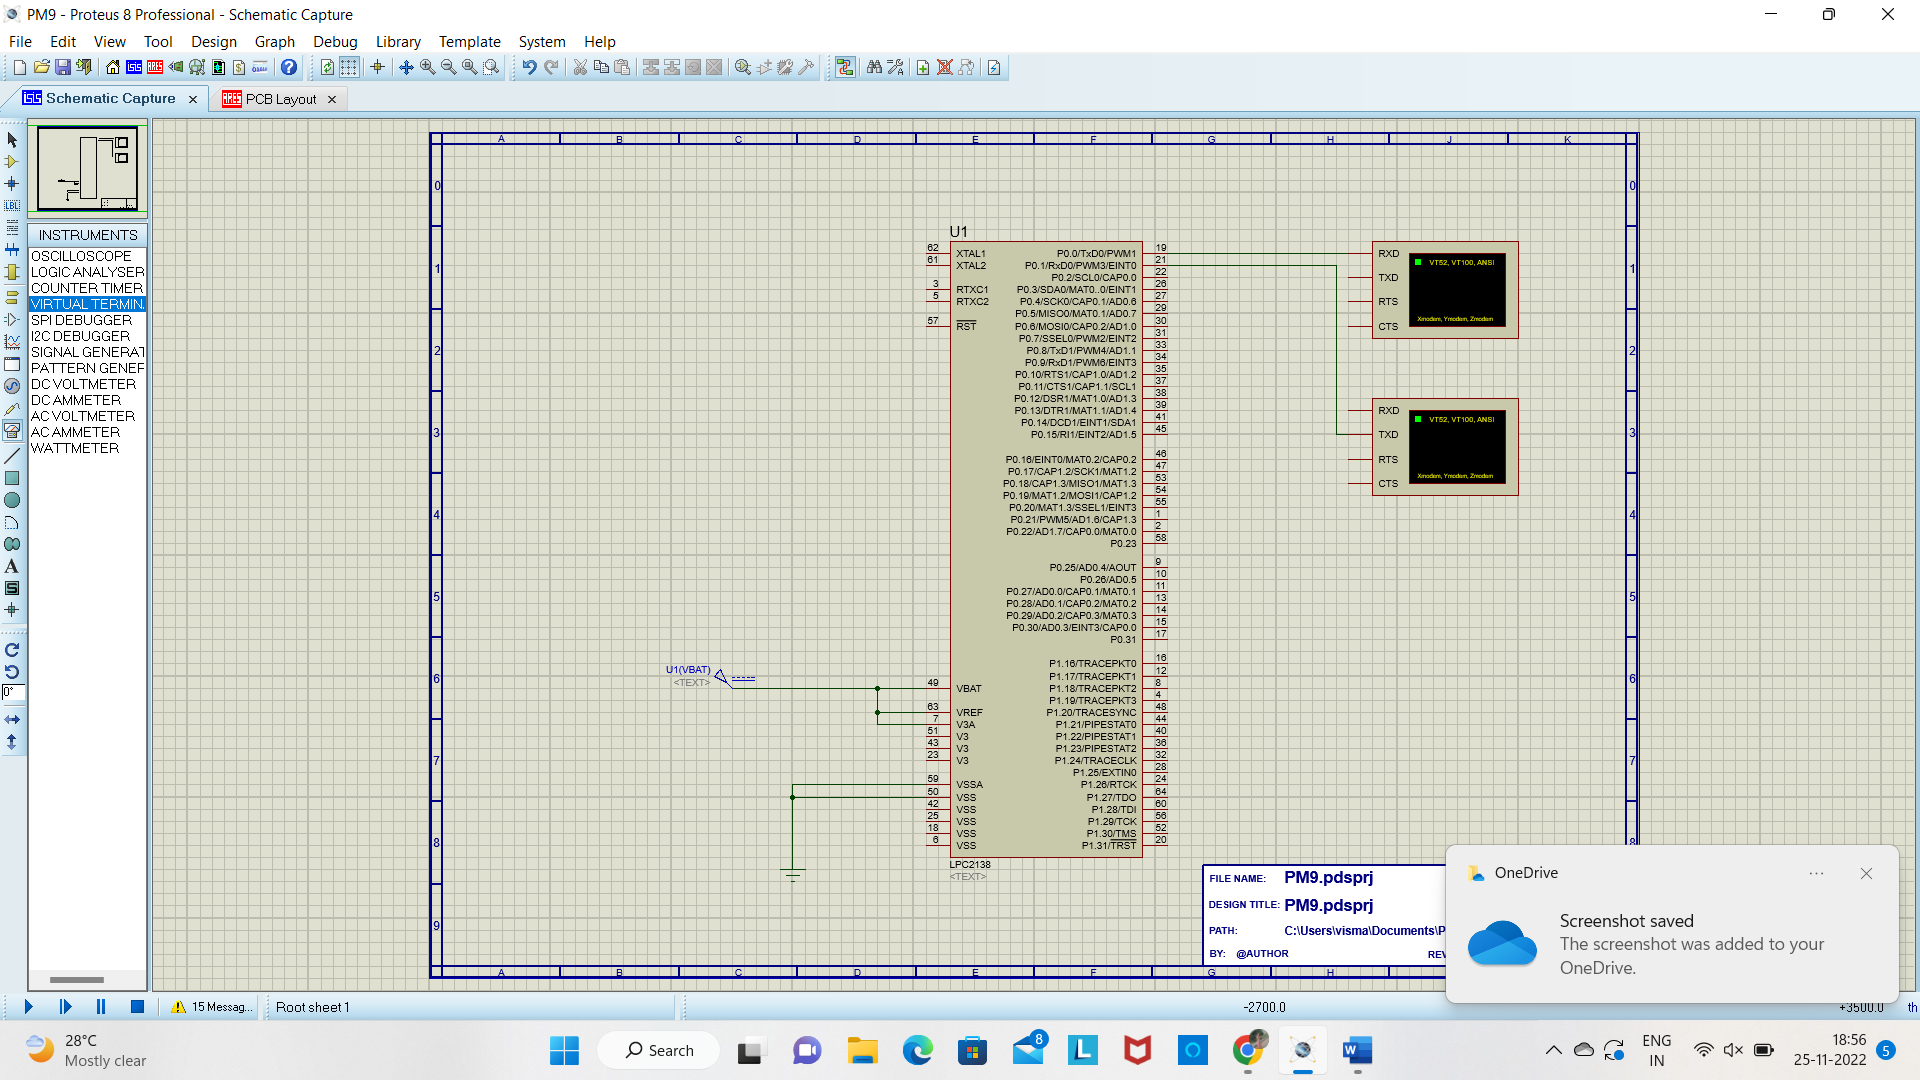 PM9 - Proteus 8 Professional - Schematic Capture
File Edit View Tool Design Graph Debug Library Template System Help
Schematic Capture
PCB Layout
INSTRUMENTS
OSCILLOSCOPE
LOGIC ANALYSER
COUNTER TIMER
VIRTUAL TERMIN
SPI DEBUGGER
I2C DEBUGGER
SIGNAL GENERAT
PATTERN GENEF
DC VOLTMETER
DC AMMETER
AC VOLTMETER
AC AMMETER
WATTMETER
LBL
0°
A B C D E F G H J K
0 0
1 1
2 2
3 3
4 4
5 5
6 6
7 7
8 8
9
U1
62 XTAL1
61 XTAL2
3 RTXC1
5 RTXC2
57 RST
49 VBAT
63 VREF
7 V3A
51 V3
43 V3
23 V3
59 VSSA
50 VSS
42 VSS
25 VSS
18 VSS
6 VSS
P0.0/TxD0/PWM1 19
P0.1/RxD0/PWM3/EINT0 21
P0.2/SCL0/CAP0.0 22
P0.3/SDA0/MAT0..0/EINT1 26
P0.4/SCK0/CAP0.1/AD0.6 27
P0.5/MISO0/MAT0.1/AD0.7 29
P0.6/MOSI0/CAP0.2/AD1.0 30
P0.7/SSEL0/PWM2/EINT2 31
P0.8/TxD1/PWM4/AD1.1 33
P0.9/RxD1/PWM6/EINT3 34
P0.10/RTS1/CAP1.0/AD1.2 35
P0.11/CTS1/CAP1.1/SCL1 37
P0.12/DSR1/MAT1.0/AD1.3 38
P0.13/DTR1/MAT1.1/AD1.4 39
P0.14/DCD1/EINT1/SDA1 41
P0.15/RI1/EINT2/AD1.5 45
P0.16/EINT0/MAT0.2/CAP0.2 46
P0.17/CAP1.2/SCK1/MAT1.2 47
P0.18/CAP1.3/MISO1/MAT1.3 53
P0.19/MAT1.2/MOSI1/CAP1.2 54
P0.20/MAT1.3/SSEL1/EINT3 55
P0.21/PWM5/AD1.6/CAP1.3 1
P0.22/AD1.7/CAP0.0/MAT0.0 2
P0.23 58
P0.25/AD0.4/AOUT 9
P0.26/AD0.5 10
P0.27/AD0.0/CAP0.1/MAT0.1 11
P0.28/AD0.1/CAP0.2/MAT0.2 13
P0.29/AD0.2/CAP0.3/MAT0.3 14
P0.30/AD0.3/EINT3/CAP0.0 15
P0.31 17
P1.16/TRACEPKT0 16
P1.17/TRACEPKT1 12
P1.18/TRACEPKT2 8
P1.19/TRACEPKT3 4
P1.20/TRACESYNC 48
P1.21/PIPESTAT0 44
P1.22/PIPESTAT1 40
P1.23/PIPESTAT2 36
P1.24/TRACECLK 32
P1.25/EXTIN0 28
P1.26/RTCK 24
P1.27/TDO 64
P1.28/TDI 60
P1.29/TCK 56
P1.30/TMS 52
P1.31/TRST 20
LPC2138
<TEXT>
U1(VBAT)
<TEXT>
RXD
TXD
RTS
CTS
VT52, VT100, ANSI
Xmodem, Ymodem, Zmodem
RXD
TXD
RTS
CTS
VT52, VT100, ANSI
Xmodem, Ymodem, Zmodem
FILE NAME: PM9.pdsprj
DESIGN TITLE: PM9.pdsprj
PATH: C:\Users\visma\Documents\P
BY: @AUTHOR REV
A B C D E F G H
OneDrive
Screenshot saved
The screenshot was added to your
OneDrive.
15 Messag... Root sheet 1 -2700.0 +3500.0 th
28°C
Mostly clear
Search
8
ENG
IN
18:56
25-11-2022
5